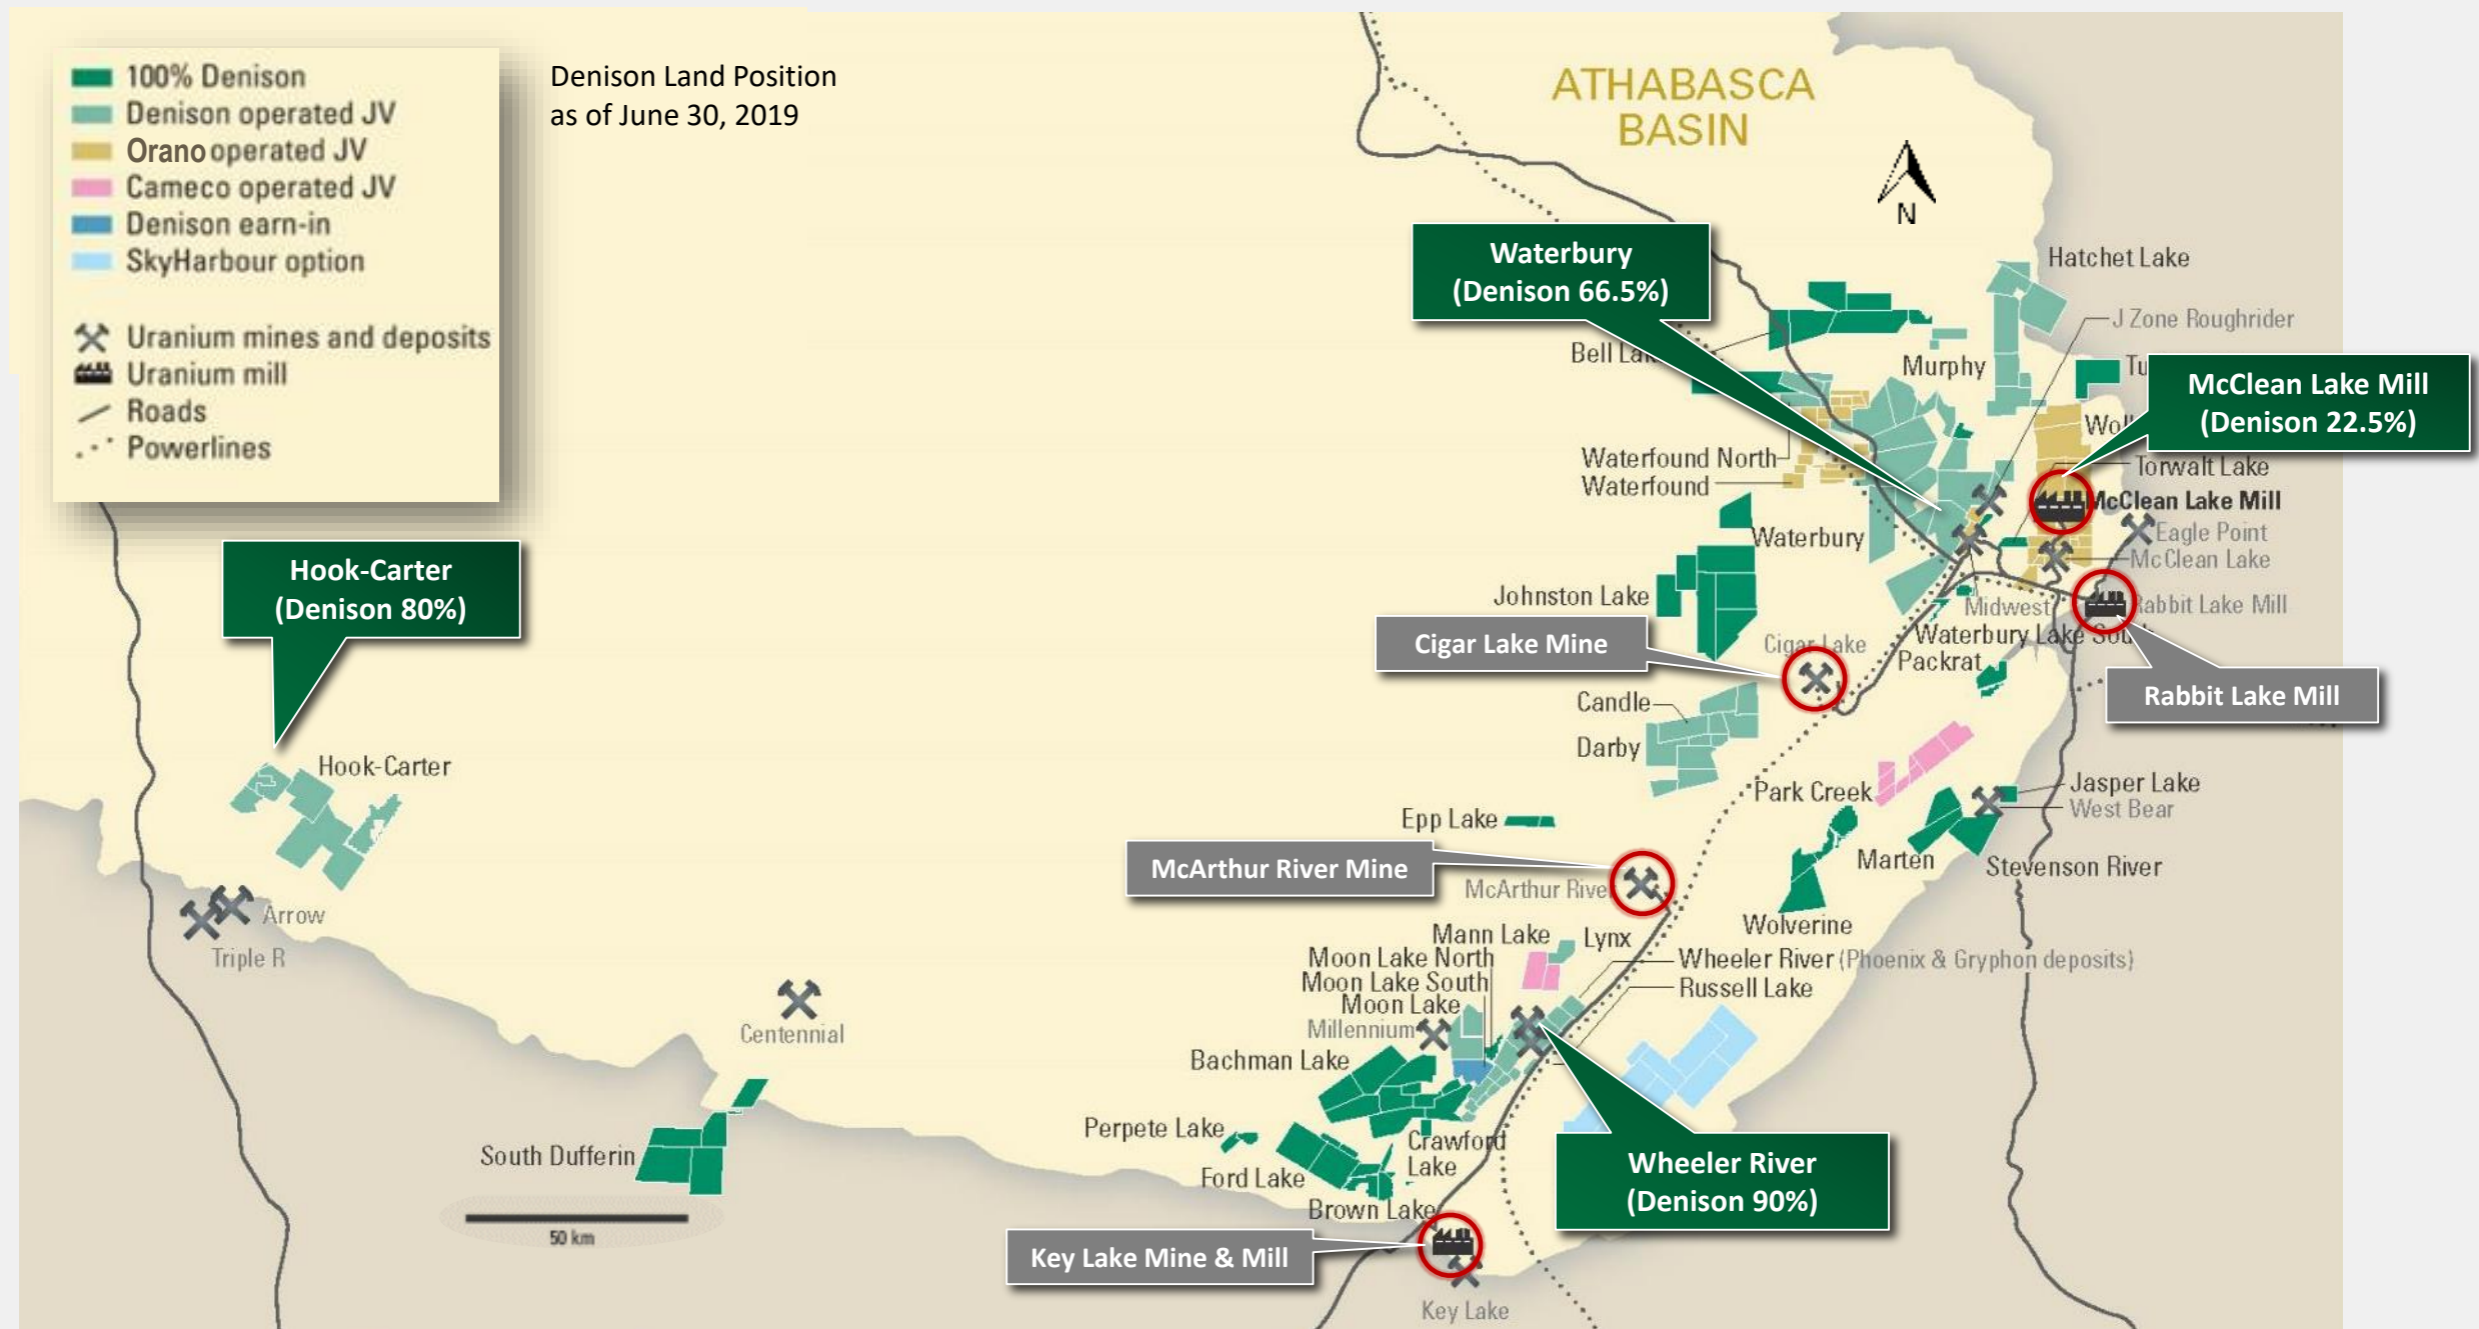 100% Denison
Denison operated JV
Orano operated JV
Cameco operated JV
Denison earn-in
SkyHarbour option
Uranium mines and deposits
Uranium mill
Roads
Powerlines
Denison Land Position
as of June 30, 2019
ATHABASCA
BASIN
N
Waterbury
(Denison 66.5%)
Hatchet Lake
J Zone Roughrider
Bell
Murphy
McClean Lake Mill
(Denison 22.5%)
Waterfound North
Waterfound
Torwalt Lake
McClean Lake Mill
Eagle Point
McClean Lake
Waterbury
Hook-Carter
(Denison 80%)
Johnston Lake
Midwest
Rabbit Lake Mill
Cigar Lake Mine
Cigar Lake
Waterbury Lake South
Packrat
Rabbit Lake Mill
Candle
Darby
Hook-Carter
Park Creek
Jasper Lake
West Bear
Epp Lake
McArthur River Mine
McArthur River
Marten
Stevenson River
Arrow
Triple R
Wolverine
Mann Lake
Lynx
Moon Lake North
Wheeler River (Phoenix & Gryphon deposits)
Moon Lake South
Russell Lake
Moon Lake
Millennium
Centennial
Bachman Lake
Perpete Lake
Crawford
Lake
South Dufferin
Ford Lake
Wheeler River
(Denison 90%)
Brown Lake
50 km
Key Lake Mine & Mill
Key Lake